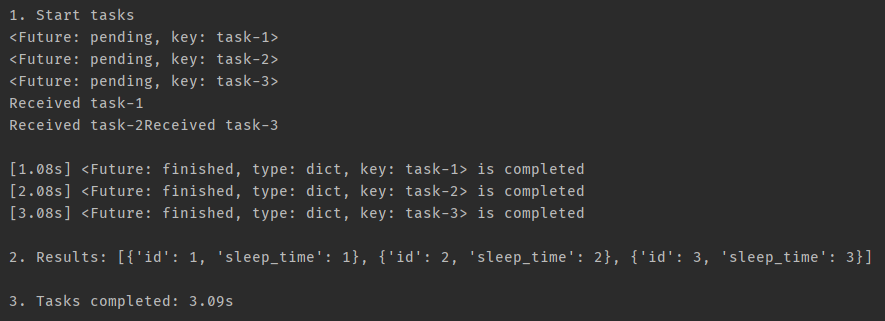 1. Start tasks
<Future: pending, key: task-1>
<Future: pending, key: task-2>
<Future: pending, key: task-3>
Received task-1
Received task-2Received task-3
[1.08s] <Future: finished, type: dict, key: task-1> is completed
[2.08s] <Future: finished, type: dict, key: task-2> is completed
[3.08s] <Future: finished, type: dict, key: task-3> is completed
2. Results: [{'id': 1, 'sleep_time': 1}, {'id': 2, 'sleep_time': 2}, {'id': 3, 'sleep_time': 3}]
3. Tasks completed: 3.09s